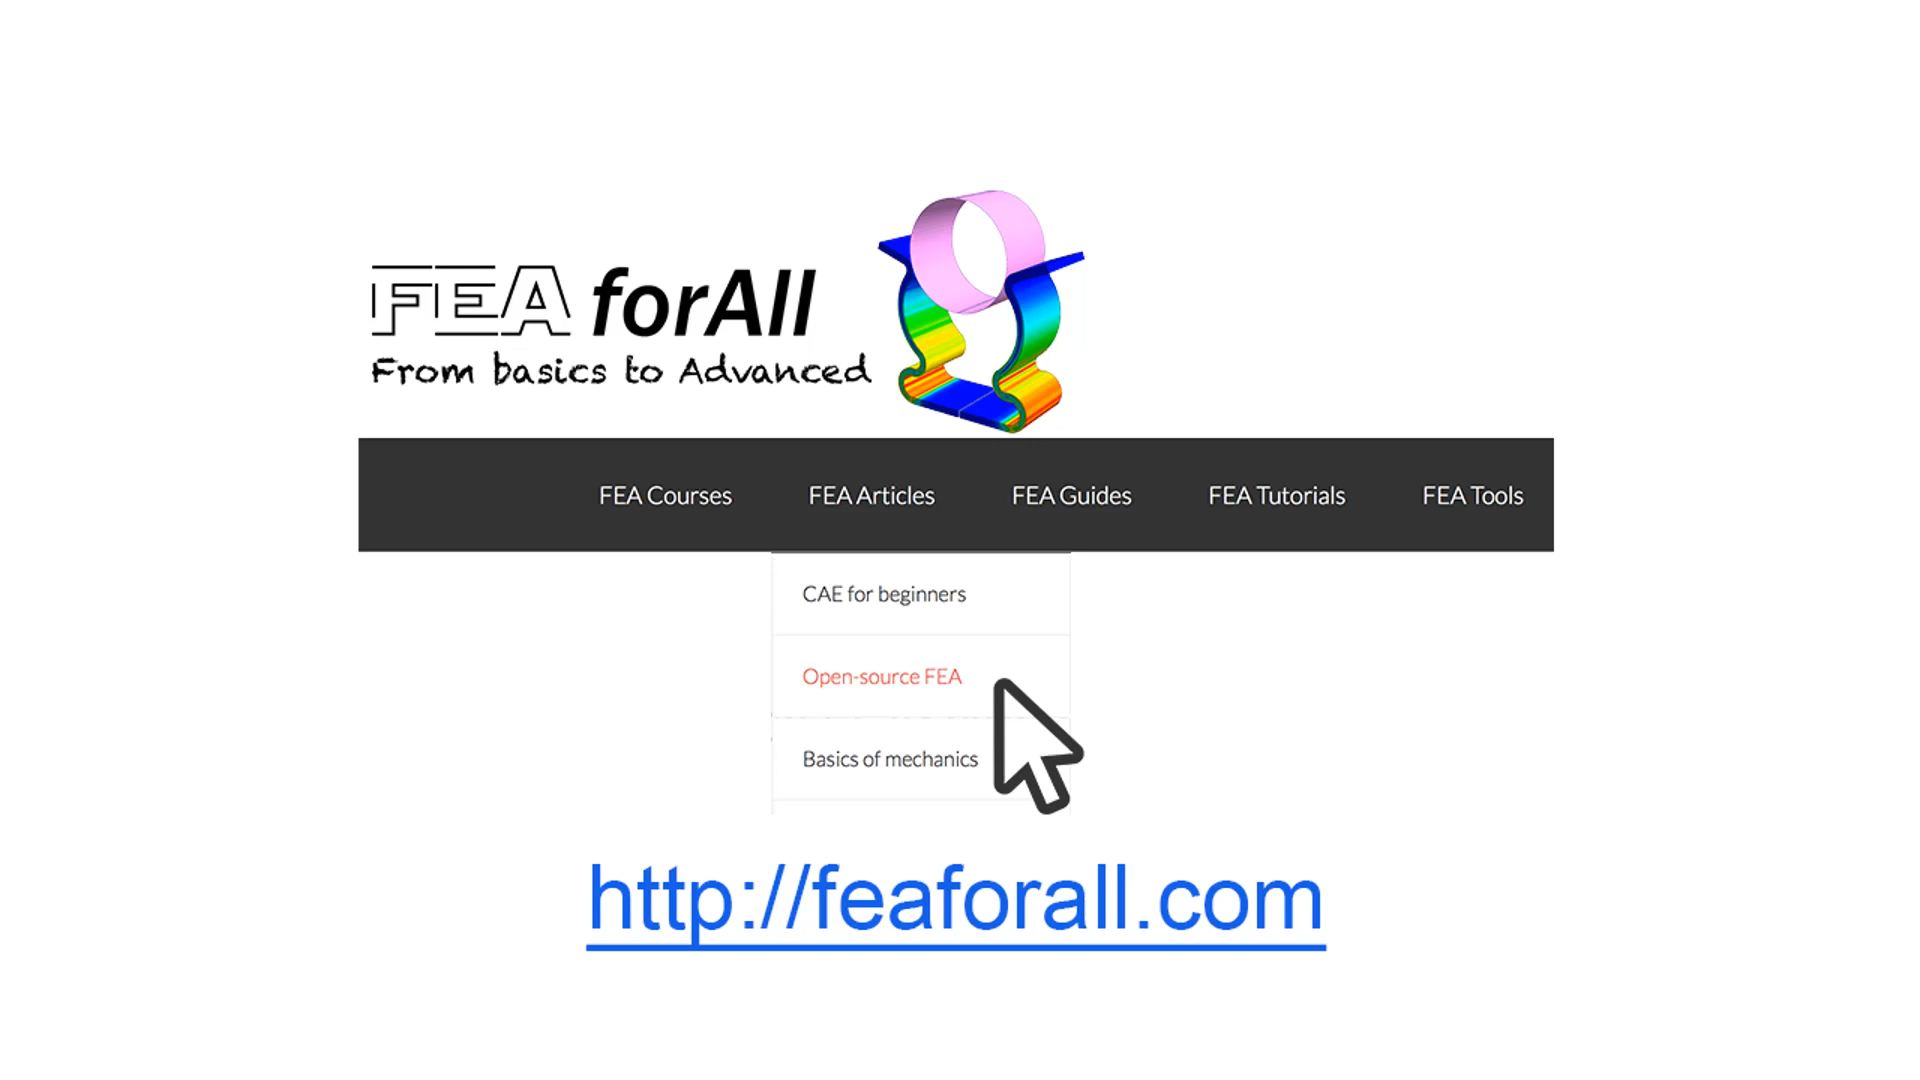 FEA forAll
From basics to Advanced
FEA Courses FEA Articles FEA Guides FEA Tutorials FEA Tools
CAE for beginners
Open-source FEA
Basics of mechanics
http://feaforall.com